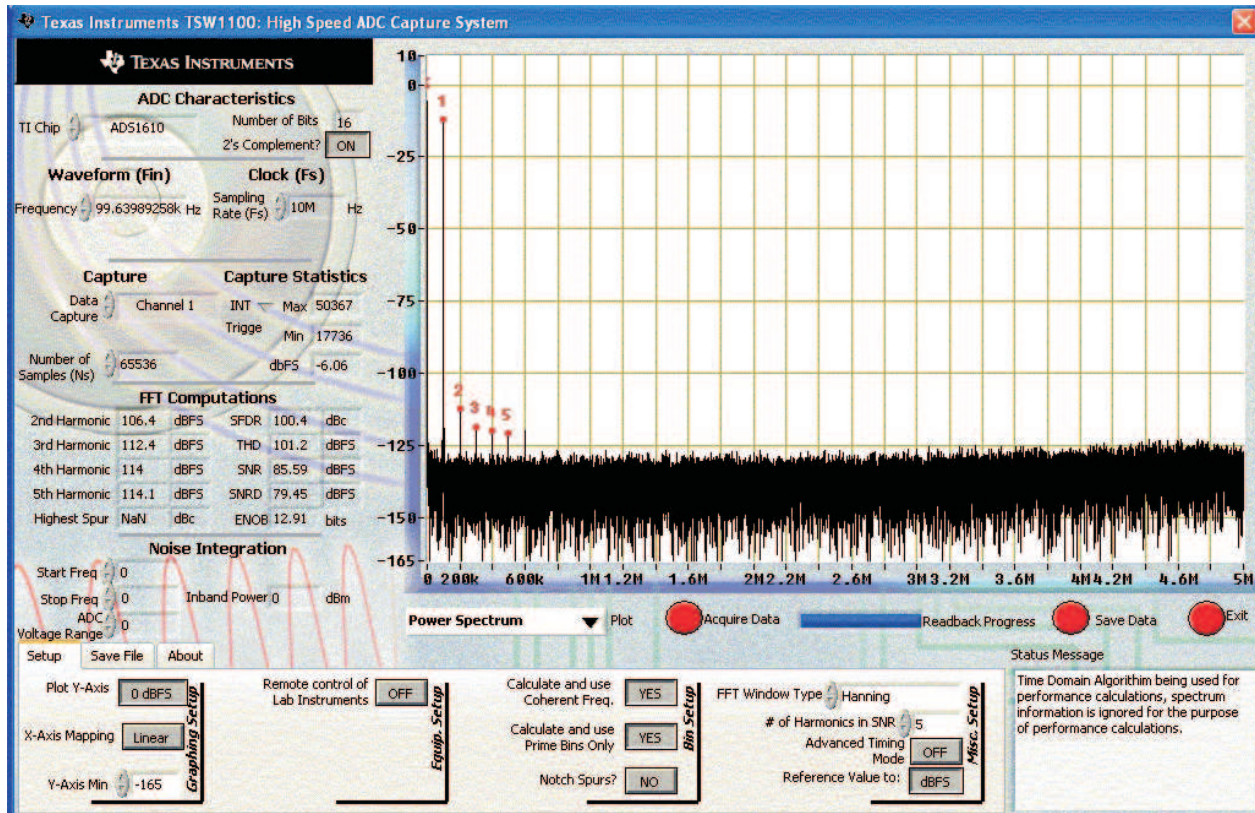 Texas Instruments TSW1100: High Speed ADC Capture System
TEXAS INSTRUMENTS
ADC Characteristics
TI Chip ADS1610
Number of Bits 16
2's Complement? ON
Waveform (Fin)
Clock (Fs)
Frequency 99.63989258k Hz
Sampling Rate (Fs) 10M Hz
Capture
Capture Statistics
Data Capture Channel 1
INT Max 50367
Trigge Min 17736
Number of Samples (Ns) 65536
dbFS -6.06
FFT Computations
2nd Harmonic 106.4 dBFS SFDR 100.4 dBc
3rd Harmonic 112.4 dBFS THD 101.2 dBFS
4th Harmonic 114 dBFS SNR 85.59 dBFS
5th Harmonic 114.1 dBFS SNRD 79.45 dBFS
Highest Spur NaN dBc ENOB 12.91 bits
Noise Integration
Start Freq 0
Stop Freq 0 Inband Power 0 dBm
ADC Voltage Range 0
10
0
-25
-50
-75
-100
-125
-150
-165
1
2
3
4
5
0 200k 600k 1M 1.2M 1.6M 2M 2.2M 2.6M 3M 3.2M 3.6M 4M 4.2M 4.6M 5M
Power Spectrum Plot Acquire Data Readback Progress Save Data Exit
Setup Save File About
Plot Y-Axis 0 dBFS
X-Axis Mapping Linear
Y-Axis Min -165
Graphing Setup
Remote control of Lab Instruments OFF
Equip. Setup
Calculate and use Coherent Freq. YES
Calculate and use Prime Bins Only YES
Notch Spurs? NO
Bin Setup
FFT Window Type Hanning
# of Harmonics in SNR 5
Advanced Timing Mode OFF
Reference Value to: dBFS
Misc. Setup
Status Message
Time Domain Algorithim being used for
performance calculations, spectrum
information is ignored for the purpose
of performance calculations.